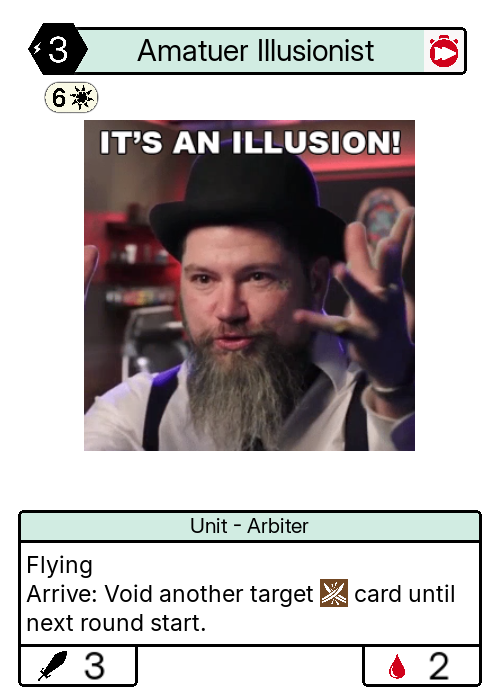 3 Amatuer Illusionist
6
IT'S AN ILLUSION!
Unit - Arbiter
Flying
Arrive: Void another target card until
next round start.
3 2